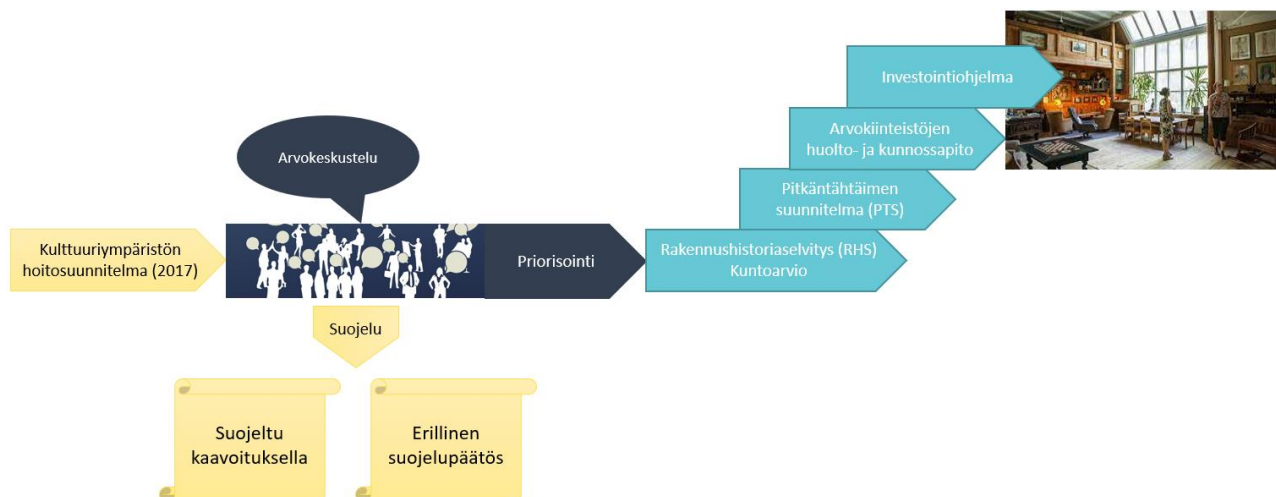 Kulttuuriympäristön
hoitosuunnitelma (2017)
Arvokeskustelu
Priorisointi
Suojelu
Suojeltu
kaavoituksella
Erillinen
suojelupäätös
Rakennushistoriaselvitys (RHS)
Kuntoarvio
Pitkäntähtäimen
suunnitelma (PTS)
Arvokiinteistöjen
huolto- ja kunnossapito
Investointiohjelma